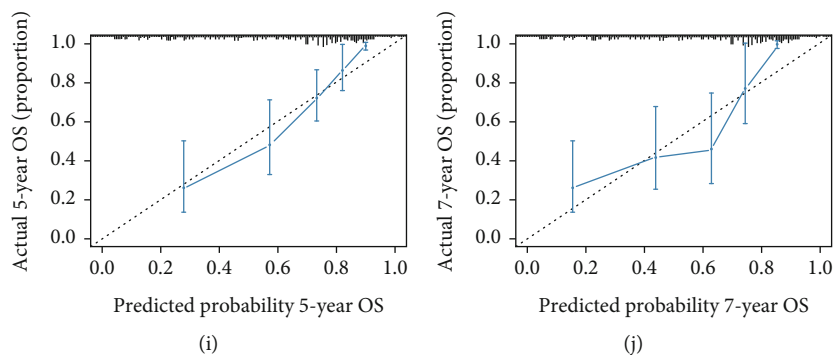 Actual 5-year OS (proportion)
1.0
0.8
0.6
0.4
0.2
0.0
0.0 0.2 0.4 0.6 0.8 1.0
Predicted probability 5-year OS
(i)
Actual 7-year OS (proportion)
1.0
0.8
0.6
0.4
0.2
0.0
0.0 0.2 0.4 0.6 0.8 1.0
Predicted probability 7-year OS
(j)